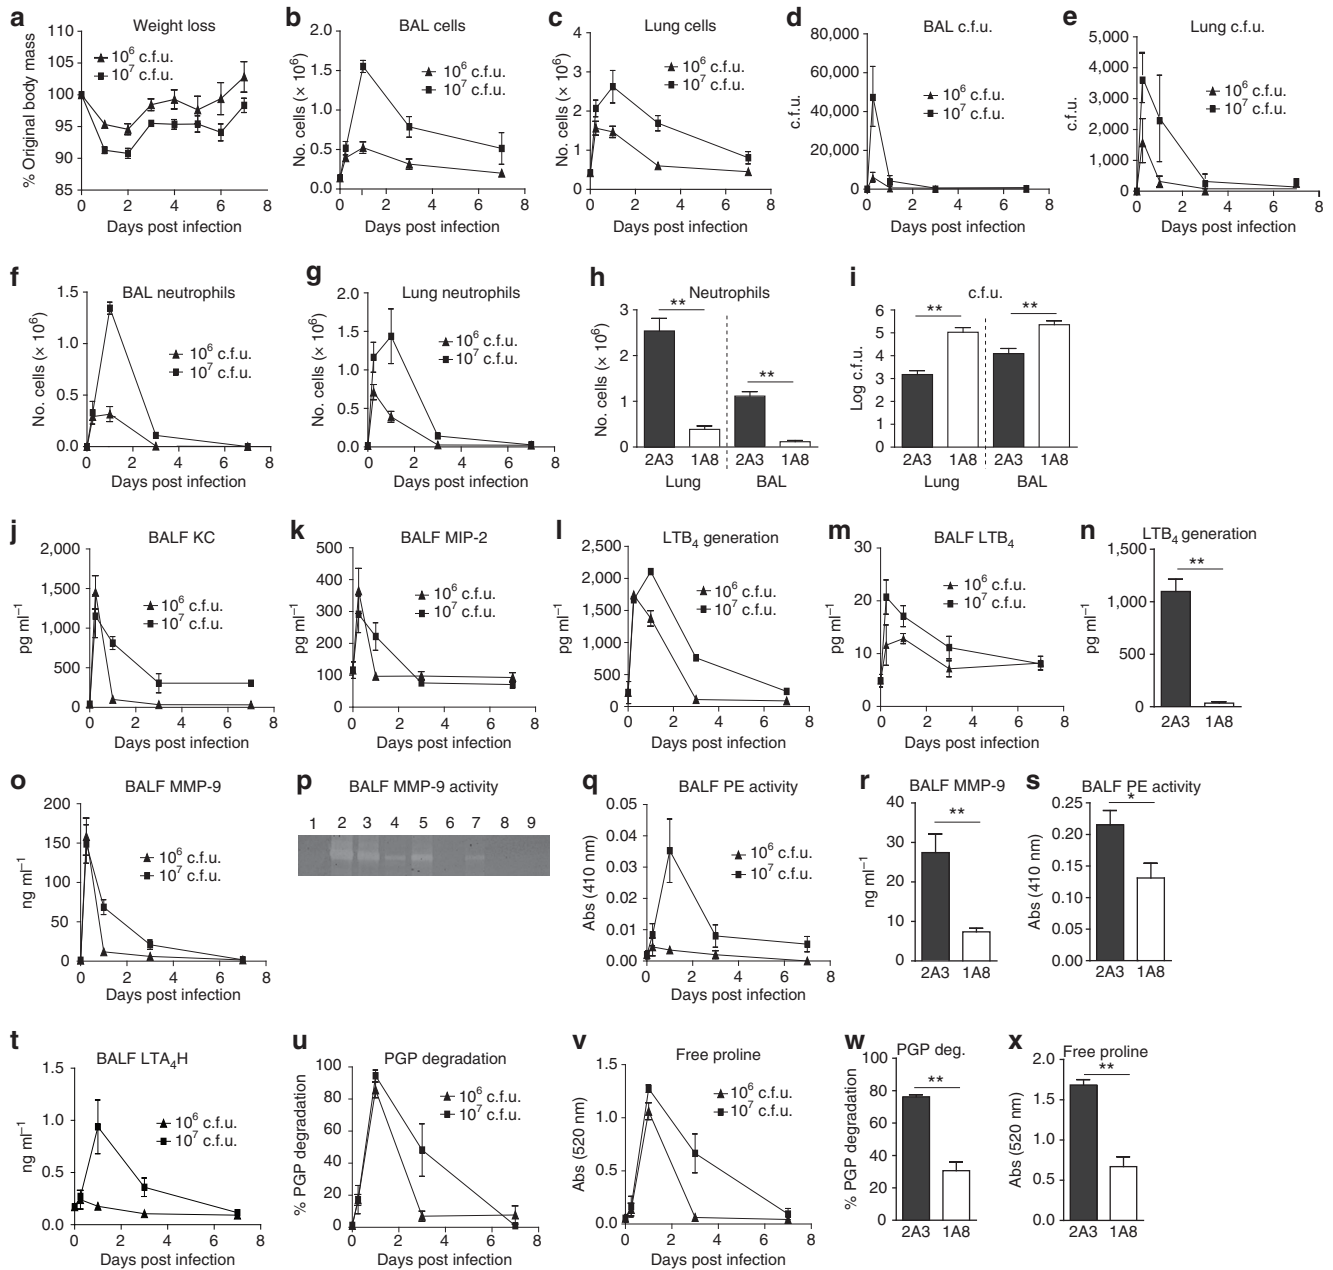 a
Weight loss
% Original body mass
110
105
100
95
90
85
10⁶ c.f.u.
10⁷ c.f.u.
0 2 4 6 8
Days post infection
b
BAL cells
No. cells (× 10⁶)
2.0
1.5
1.0
0.5
0.0
10⁶ c.f.u.
10⁷ c.f.u.
0 2 4 6 8
Days post infection
c
Lung cells
No. cells (× 10⁶)
4
3
2
1
0
10⁶ c.f.u.
10⁷ c.f.u.
0 2 4 6 8
Days post infection
d
BAL c.f.u.
c.f.u.
80,000
60,000
40,000
20,000
0
10⁶ c.f.u.
10⁷ c.f.u.
0 2 4 6 8
Days post infection
e
Lung c.f.u.
c.f.u.
5,000
4,000
3,000
2,000
1,000
0
10⁶ c.f.u.
10⁷ c.f.u.
0 2 4 6 8
Days post infection
f
BAL neutrophils
No. cells (× 10⁶)
1.5
1.0
0.5
0.0
10⁶ c.f.u.
10⁷ c.f.u.
0 2 4 6 8
Days post infection
g
Lung neutrophils
No. cells (× 10⁶)
2.0
1.5
1.0
0.5
0.0
10⁶ c.f.u.
10⁷ c.f.u.
0 2 4 6 8
Days post infection
h
Neutrophils
No. cells (× 10⁶)
3
2
1
0
**
**
2A3 1A8 2A3 1A8
Lung BAL
i
c.f.u.
Log c.f.u.
6
5
4
3
2
1
0
** **
2A3 1A8 2A3 1A8
Lung BAL
j
BALF KC
pg ml⁻¹
2,000
1,500
1,000
500
0
10⁶ c.f.u.
10⁷ c.f.u.
0 2 4 6 8
Days post infection
k
BALF MIP-2
500
400
300
200
100
0
10⁶ c.f.u.
10⁷ c.f.u.
0 2 4 6 8
Days post infection
l
LTB₄ generation
pg ml⁻¹
2,500
2,000
1,500
1,000
500
0
10⁶ c.f.u.
10⁷ c.f.u.
0 2 4 6 8
Days post infection
m
BALF LTB₄
pg ml⁻¹
30
20
10
0
10⁶ c.f.u.
10⁷ c.f.u.
0 2 4 6 8
Days post infection
n
LTB₄ generation
pg ml⁻¹
1,500
1,000
500
0
**
2A3 1A8
o
BALF MMP-9
ng ml⁻¹
200
150
100
50
0
10⁶ c.f.u.
10⁷ c.f.u.
0 2 4 6 8
Days post infection
p
BALF MMP-9 activity
1 2 3 4 5 6 7 8 9
q
BALF PE activity
Abs (410 nm)
0.05
0.04
0.03
0.02
0.01
0.00
10⁶ c.f.u.
10⁷ c.f.u.
0 2 4 6 8
Days post infection
r
BALF MMP-9
ng ml⁻¹
40
30
20
10
0
**
2A3 1A8
s
BALF PE activity
Abs (410 nm)
0.25
0.20
0.15
0.10
0.05
0.00
*
2A3 1A8
t
BALF LTA₄H
ng ml⁻¹
1.5
1.0
0.5
0.0
10⁶ c.f.u.
10⁷ c.f.u.
0 2 4 6 8
Days post infection
u
PGP degradation
% PGP degradation
100
80
60
40
20
0
10⁶ c.f.u.
10⁷ c.f.u.
0 2 4 6 8
Days post infection
v
Free proline
Abs (520 nm)
1.5
1.0
0.5
0.0
10⁶ c.f.u.
10⁷ c.f.u.
0 2 4 6 8
Days post infection
w
PGP deg.
% PGP degradation
100
80
60
40
20
0
**
2A3 1A8
x
Free proline
Abs (520 nm)
2.0
1.5
1.0
0.5
0.0
**
2A3 1A8